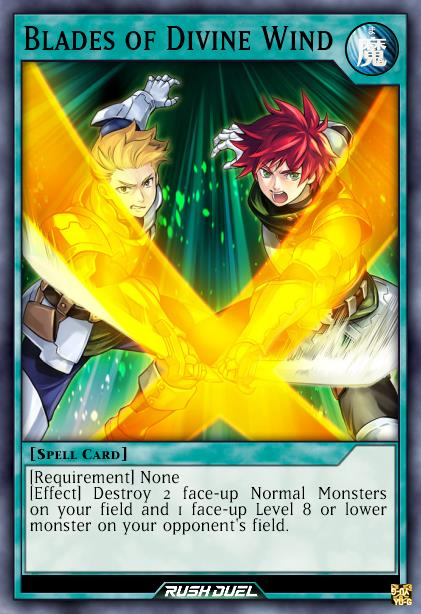 Blades of Divine Wind
ま
魔
[Spell Card]
[Requirement] None
[Effect] Destroy 2 face-up Normal Monsters
on your field and 1 face-up Level 8 or lower
monster on your opponent's field.
RUSH DUEL